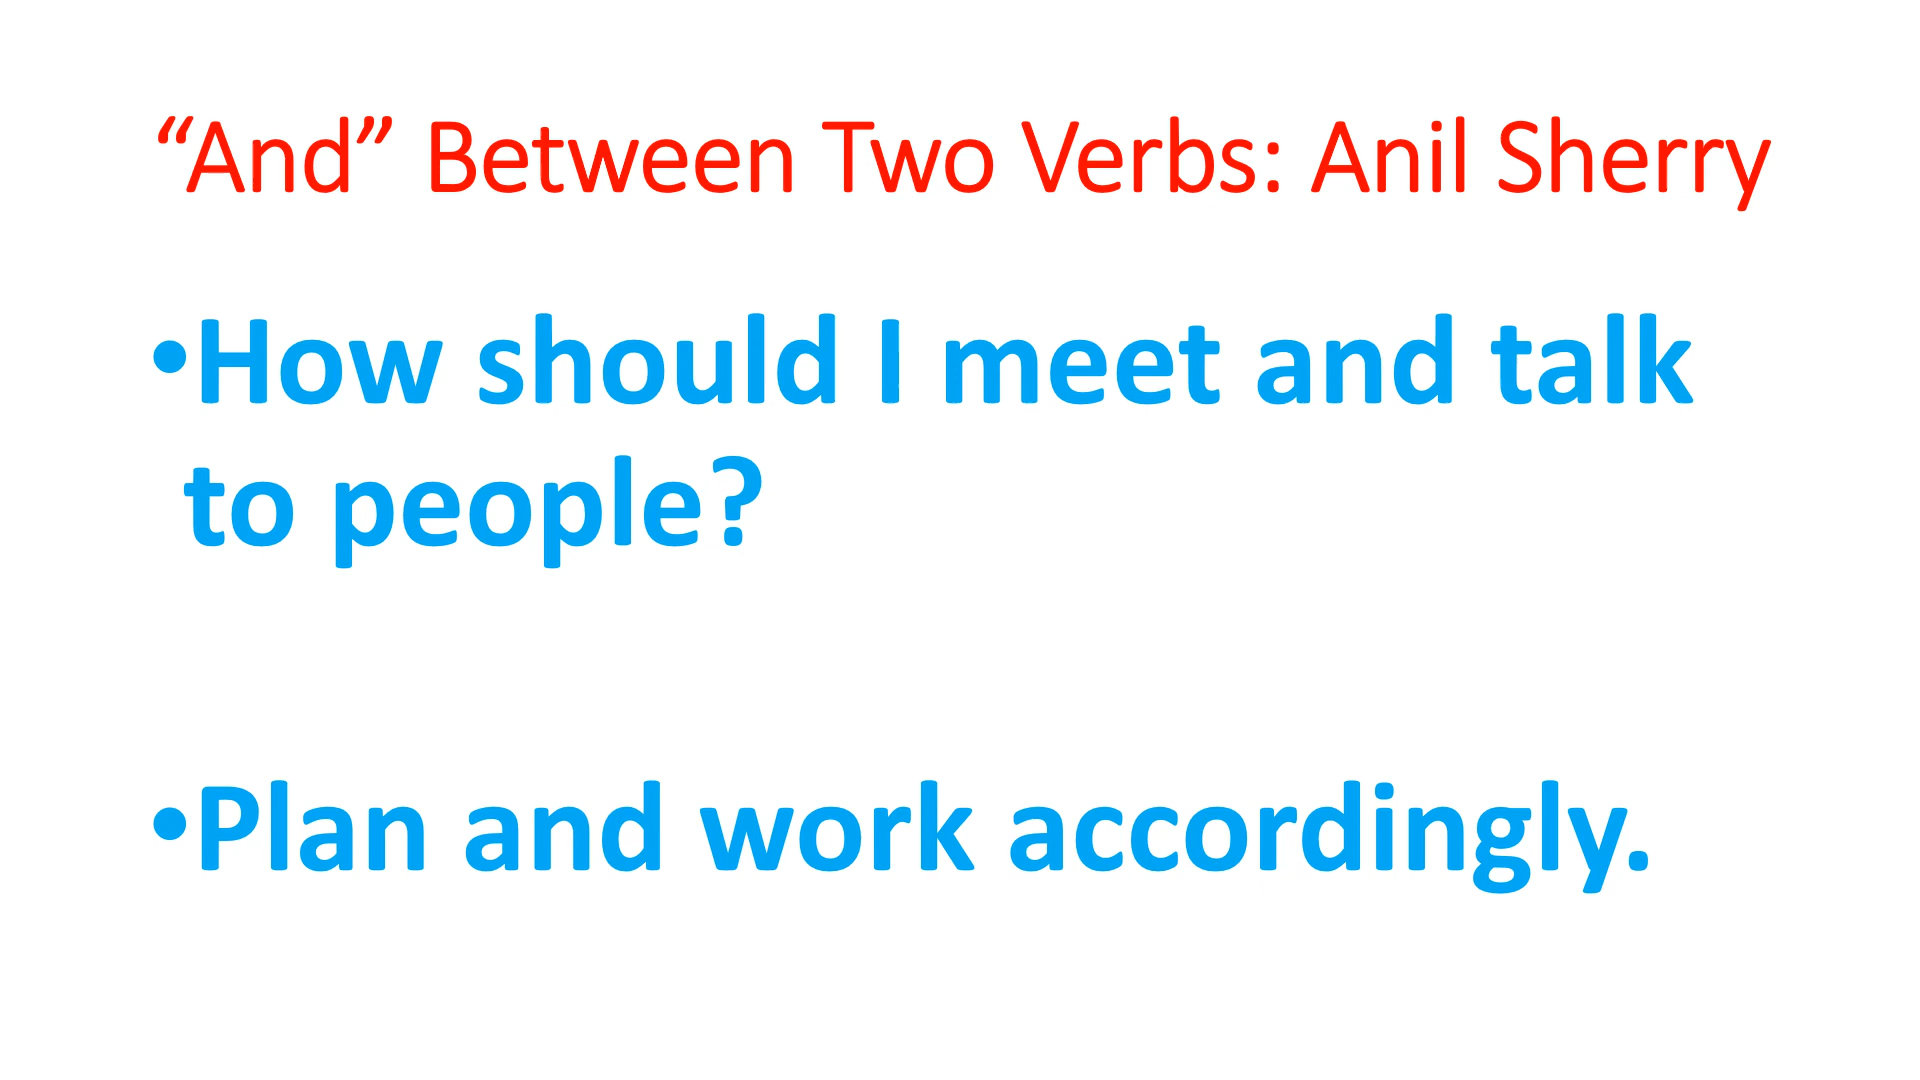 “And” Between Two Verbs: Anil Sherry
•How should I meet and talk
to people?
•Plan and work accordingly.